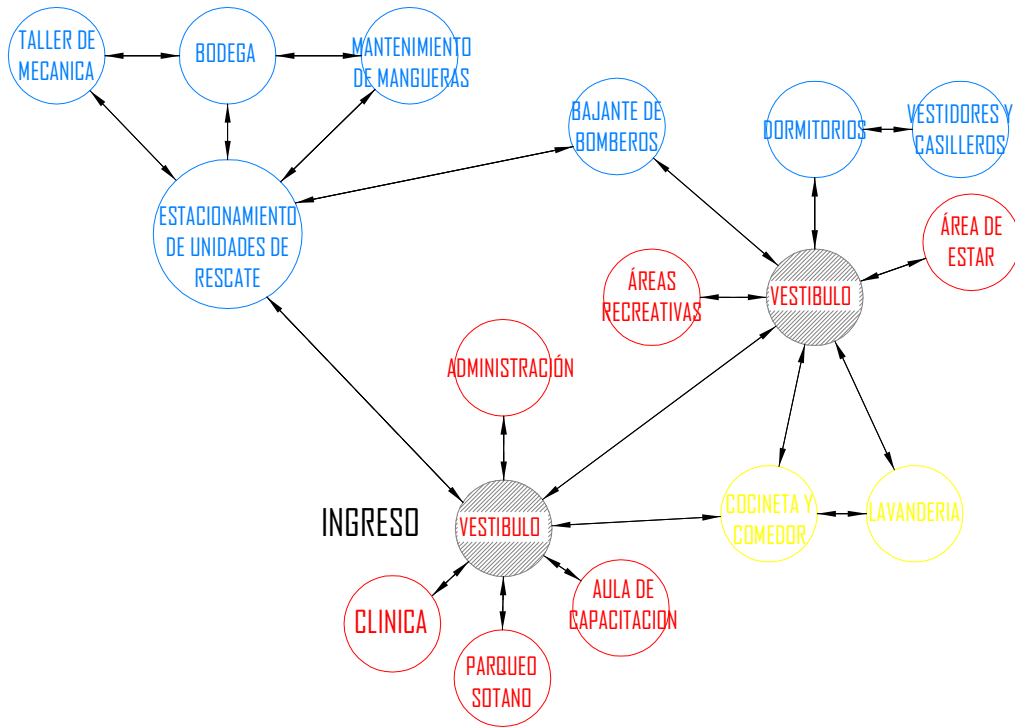 TALLER DE
MECANICA
BODEGA
MANTENIMIENTO
DE MANGUERAS
BAJANTE DE
BOMBEROS
DORMITORIOS
VESTIDORES Y
CASILLEROS
ESTACIONAMIENTO
DE UNIDADES DE
RESCATE
ÁREA DE
ESTAR
ÁREAS
RECREATIVAS
VESTIBULO
ADMINISTRACIÓN
INGRESO
VESTIBULO
COCINETA Y
COMEDOR
LAVANDERIA
CLINICA
AULA DE
CAPACITACION
PARQUEO
SOTANO